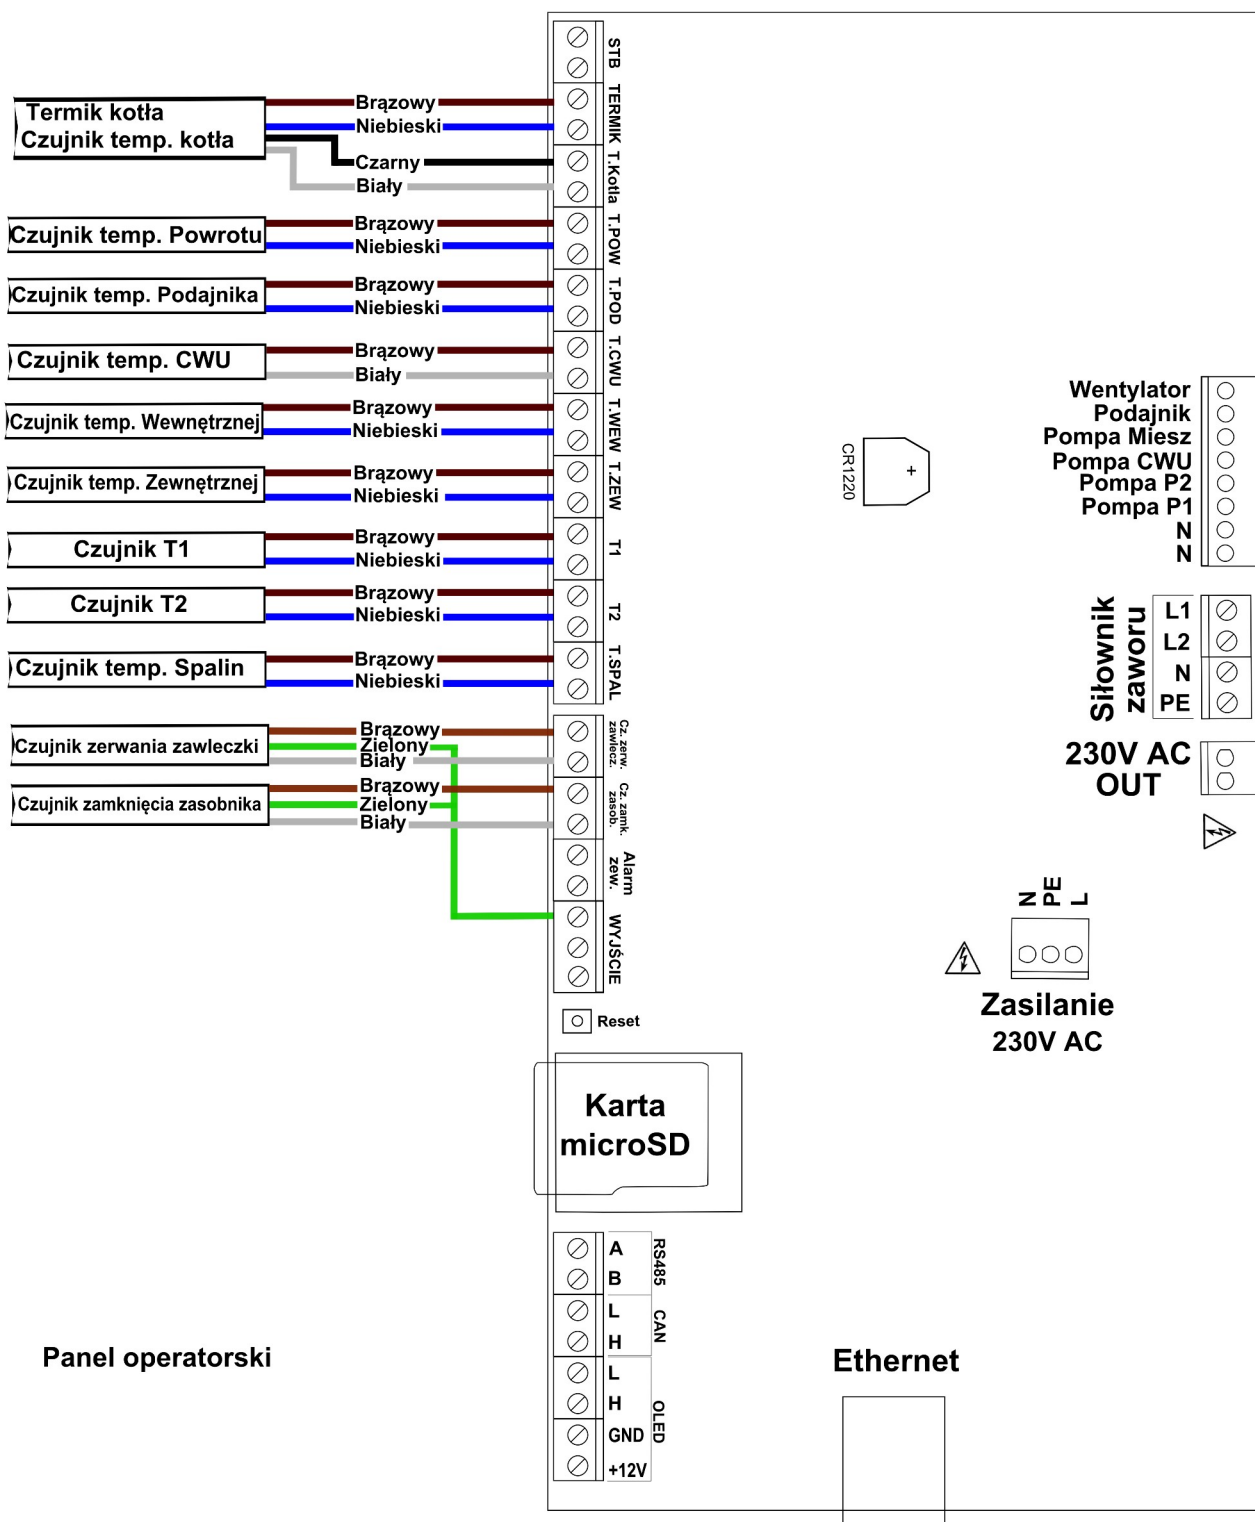 Termik kotła
Czujnik temp. kotła
Brązowy
Niebieski
Czarny
Biały
Czujnik temp. Powrotu
Brązowy
Niebieski
Czujnik temp. Podajnika
Brązowy
Niebieski
Czujnik temp. CWU
Brązowy
Biały
Czujnik temp. Wewnętrznej
Brązowy
Niebieski
Czujnik temp. Zewnętrznej
Brązowy
Niebieski
Czujnik T1
Brązowy
Niebieski
Czujnik T2
Brązowy
Niebieski
Czujnik temp. Spalin
Brązowy
Niebieski
Czujnik zerwania zawleczki
Brązowy
Zielony
Biały
Czujnik zamknięcia zasobnika
Brązowy
Zielony
Biały
STB
TERMIK
T.Kotla
T.POW
T.POD
T.CWU
T.WEW
T.ZEW
T1
T2
T.SPAL
Cz. zerw.
zawlecz.
Cz. zamk.
zasob.
Alarm
zew.
WYJŚCIE
Reset
Karta
microSD
A
B
RS485
L
H
CAN
L
H
GND
+12V
OLED
Panel operatorski
Ethernet
CR1220
+
Wentylator
Podajnik
Pompa Miesz
Pompa CWU
Pompa P2
Pompa P1
N
N
Siłownik
zaworu
L1
L2
N
PE
230V AC
OUT
N
PE
L
Zasilanie
230V AC